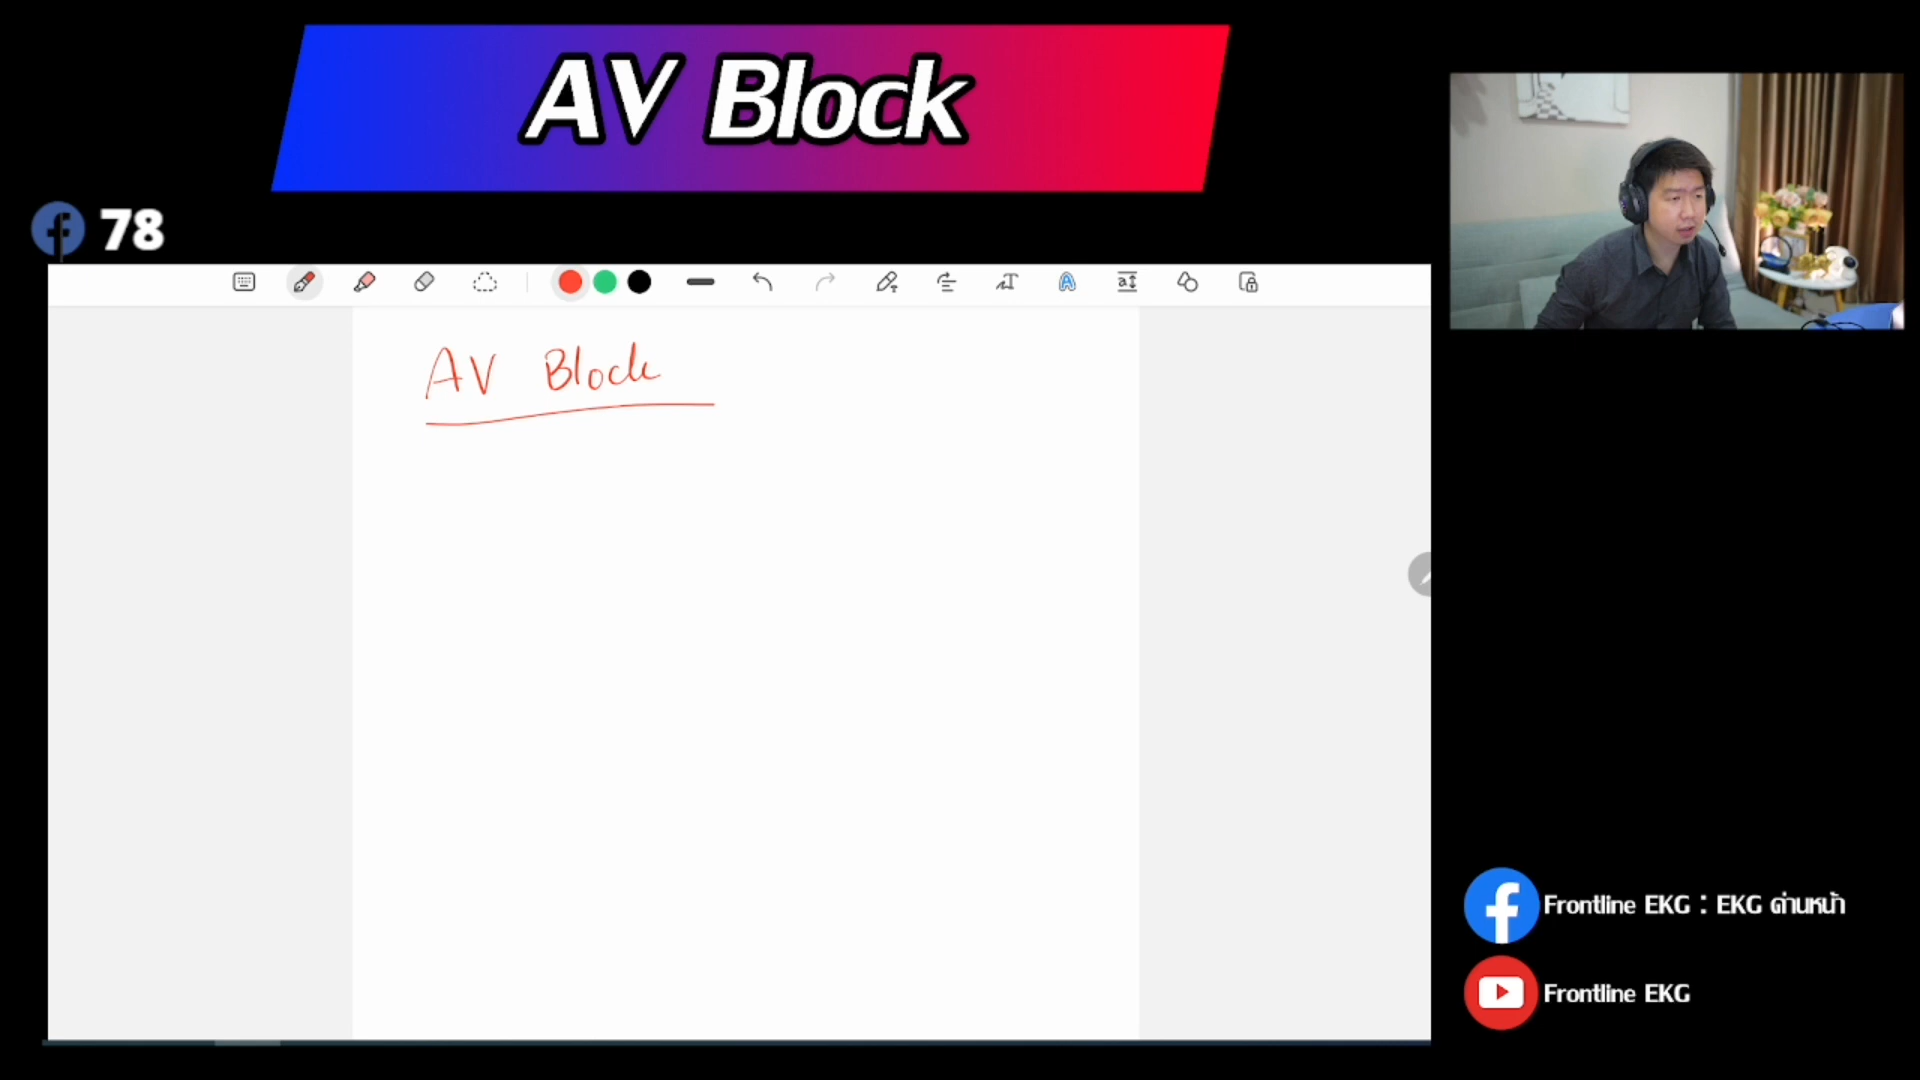 AV Block
78
AV Block
Frontline EKG : EKG ด่านหน้า
Frontline EKG